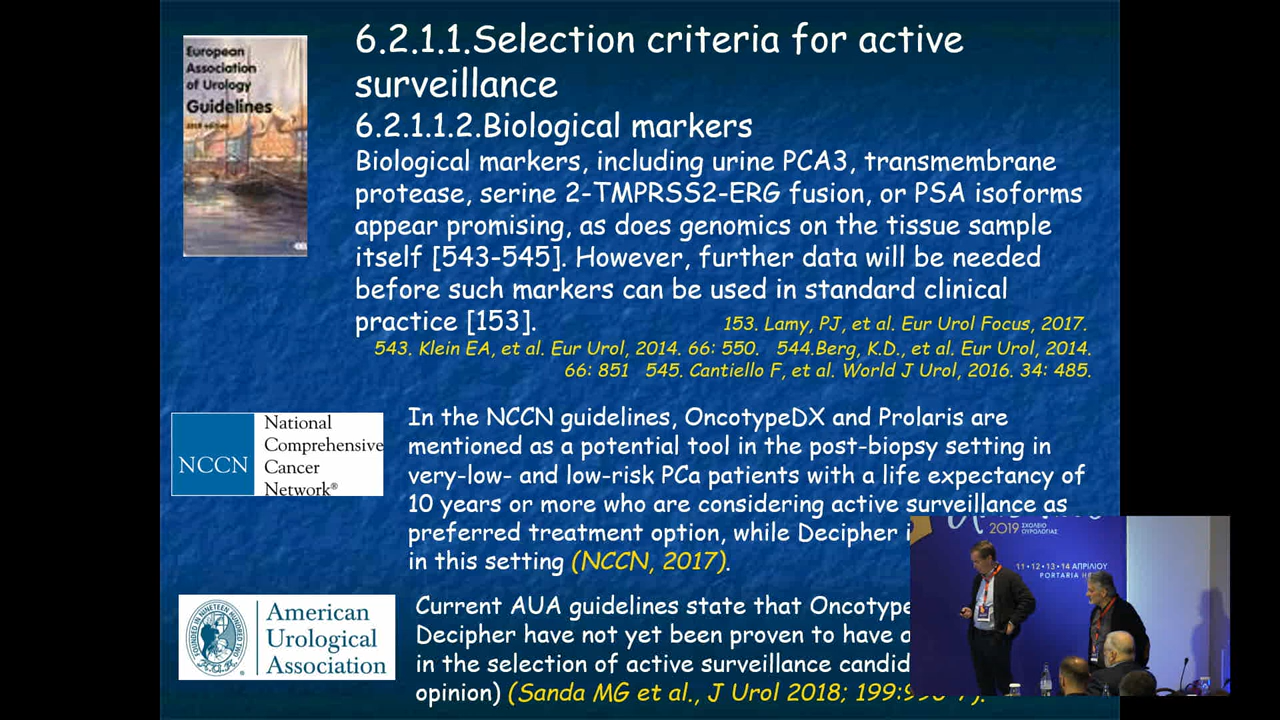 European
Association
of Urology
Guidelines
6.2.1.1.Selection criteria for active
surveillance
6.2.1.1.2.Biological markers
Biological markers, including urine PCA3, transmembrane
protease, serine 2-TMPRSS2-ERG fusion, or PSA isoforms
appear promising, as does genomics on the tissue sample
itself [543-545]. However, further data will be needed
before such markers can be used in standard clinical
practice [153].
153. Lamy, PJ, et al. Eur Urol Focus, 2017.
543. Klein EA, et al. Eur Urol, 2014. 66: 550. 544.Berg, K.D., et al. Eur Urol, 2014.
66: 851 545. Cantiello F, et al. World J Urol, 2016. 34: 485.
NCCN
National
Comprehensive
Cancer
Network®
In the NCCN guidelines, OncotypeDX and Prolaris are
mentioned as a potential tool in the post-biopsy setting in
very-low- and low-risk PCa patients with a life expectancy of
10 years or more who are considering active surveillance as
preferred treatment option, while Decipher
in this setting (NCCN, 2017).
American
Urological
Association
Current AUA guidelines state that Oncotype
Decipher have not yet been proven to have a
in the selection of active surveillance candid
opinion) (Sanda MG et al., J Urol 2018;
2019 ΣΧΟΛΕΙΟ
ΟΥΡΟΛΟΓΙΑΣ
11•12•13•14 ΑΠΡΙΛΙΟΥ
PORTARIA